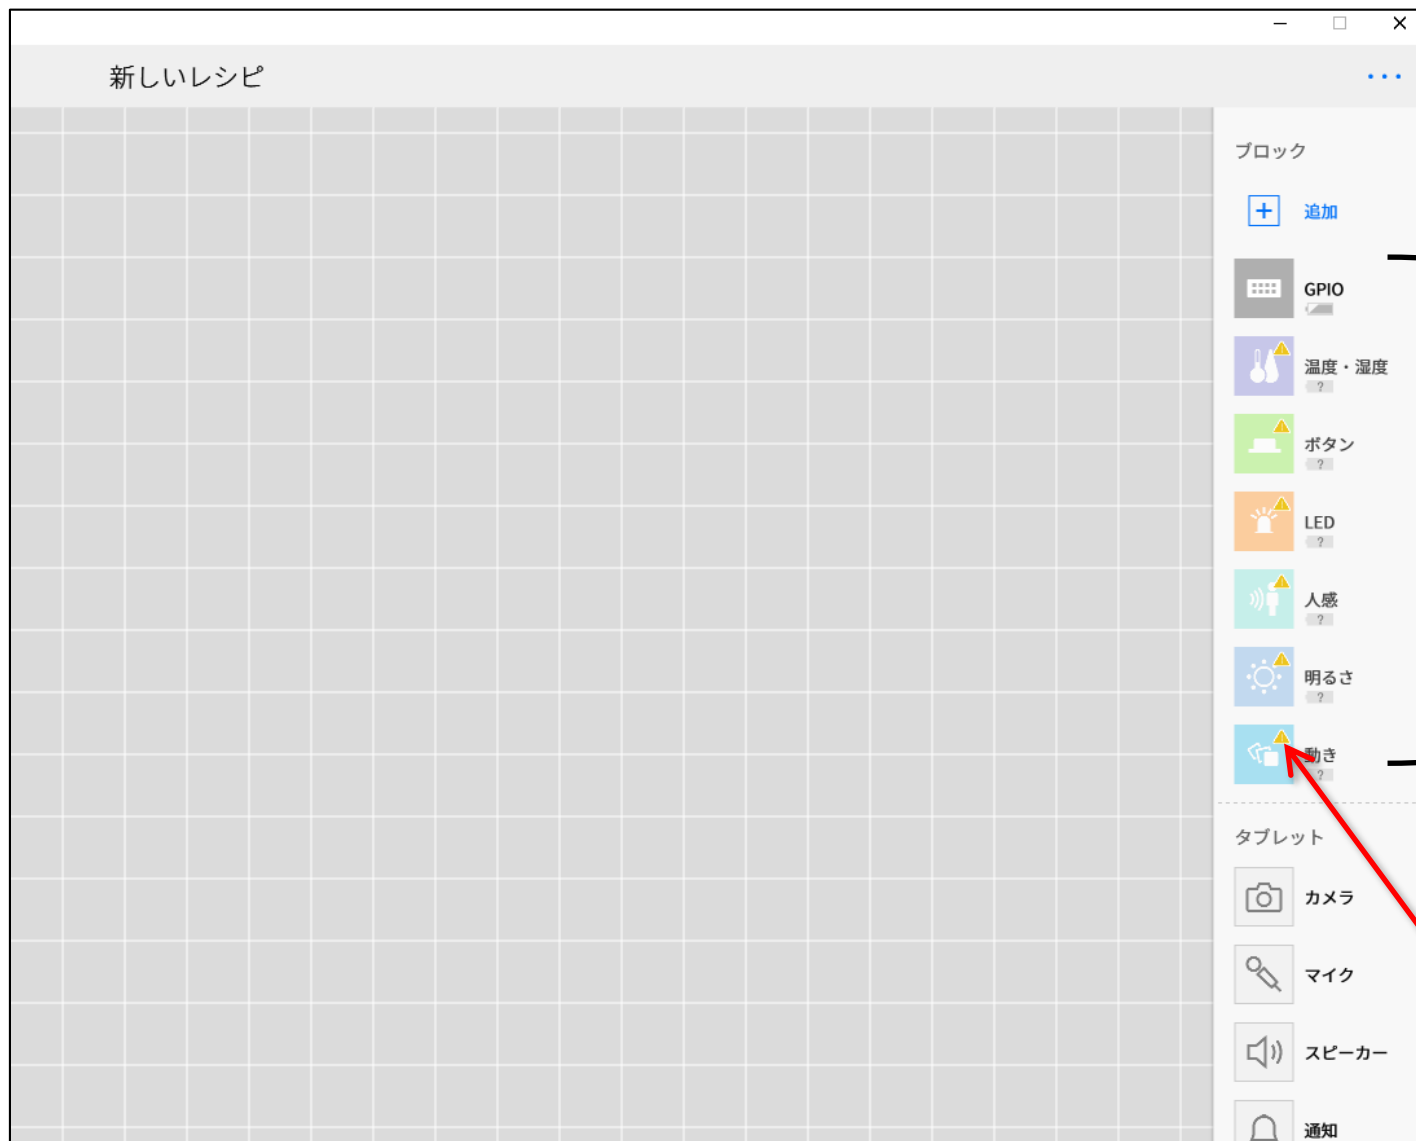 新しいレシピ
ブロック
追加
GPIO
温度・湿度
?
ボタン
?
LED
?
人感
?
明るさ
?
動き
?
タブレット
カメラ
マイク
スピーカー
通知